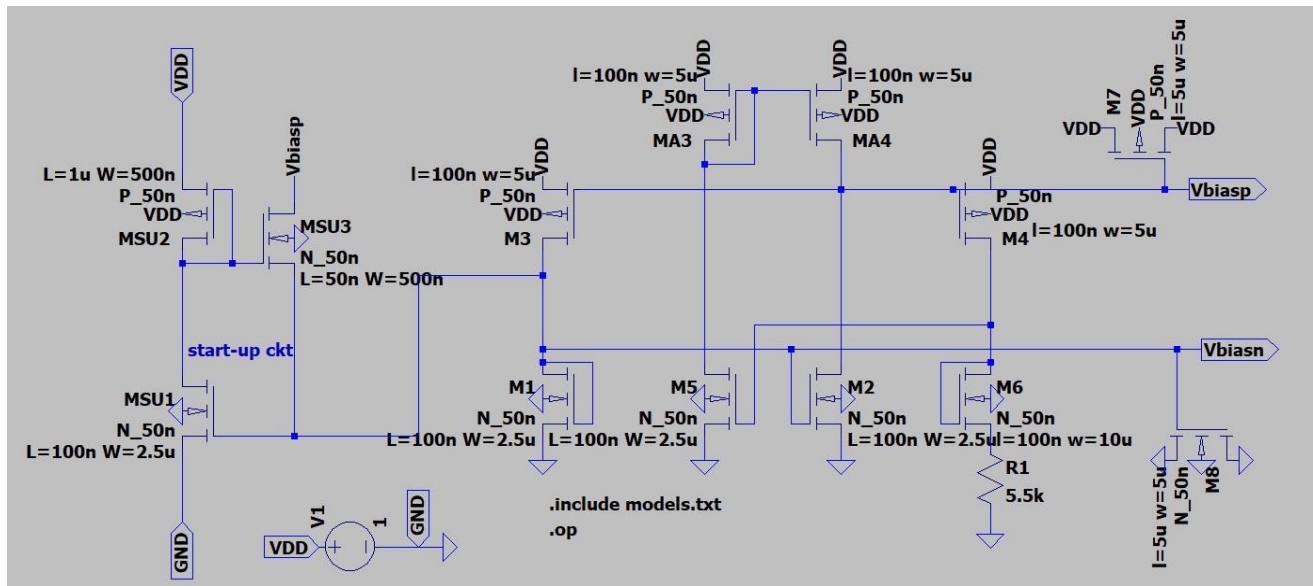 VDD
L=1u W=500n
P_50n
VDD
MSU2
Vbiasp
MSU3
N_50n
L=50n W=500n
start-up ckt
MSU1
N_50n
L=100n W=2.5u
GND
V1
VDD
1
GND
l=100n w=5u
VDD
P_50n
VDD
M3
l=100n w=5u
VDD
P_50n
VDD
MA3
VDD
l=100n w=5u
P_50n
VDD
MA4
VDD
P_50n
VDD
l=100n w=5u
M4
VDD
M7
VDD
P_50n
l=5u w=5u
VDD
Vbiasp
Vbiasn
M1
N_50n
L=100n W=2.5u
M5
N_50n
L=100n W=2.5u
M2
N_50n
L=100n W=2.5u
M6
N_50n
l=100n w=10u
R1
5.5k
l=5u w=5u
N_50n
M8
.include models.txt
.op